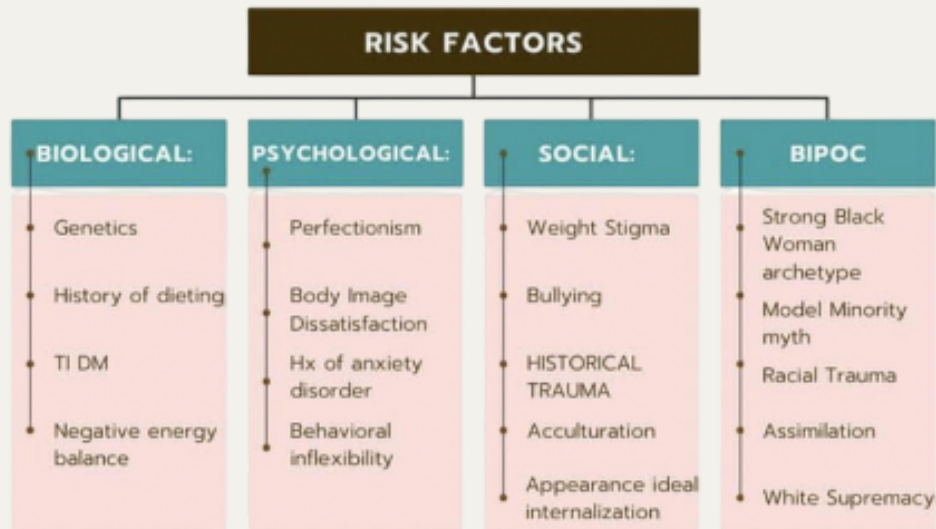 RISK FACTORS
BIOLOGICAL:
Genetics
History of dieting
TI DM
Negative energy
balance
PSYCHOLOGICAL:
Perfectionism
Body Image
Dissatisfaction
Hx of anxiety
disorder
Behavioral
inflexibility
SOCIAL:
Weight Stigma
Bullying
HISTORICAL
TRAUMA
Acculturation
Appearance ideal
internalization
BIPOC
Strong Black
Woman
archetype
Model Minority
myth
Racial Trauma
Assimilation
White Supremacy